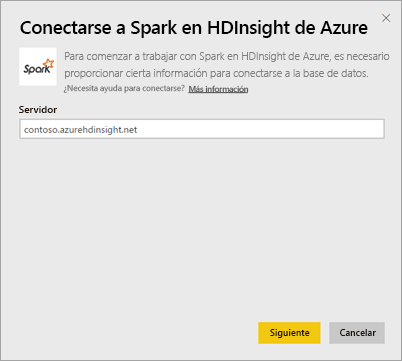 Conectarse a Spark en HDInsight de Azure
Spark
Para comenzar a trabajar con Spark en HDInsight de Azure, es necesario
proporcionar cierta información para conectarse a la base de datos.
¿Necesita ayuda para conectarse? Más información
Servidor
contoso.azurehdinsight.net
Siguiente Cancelar